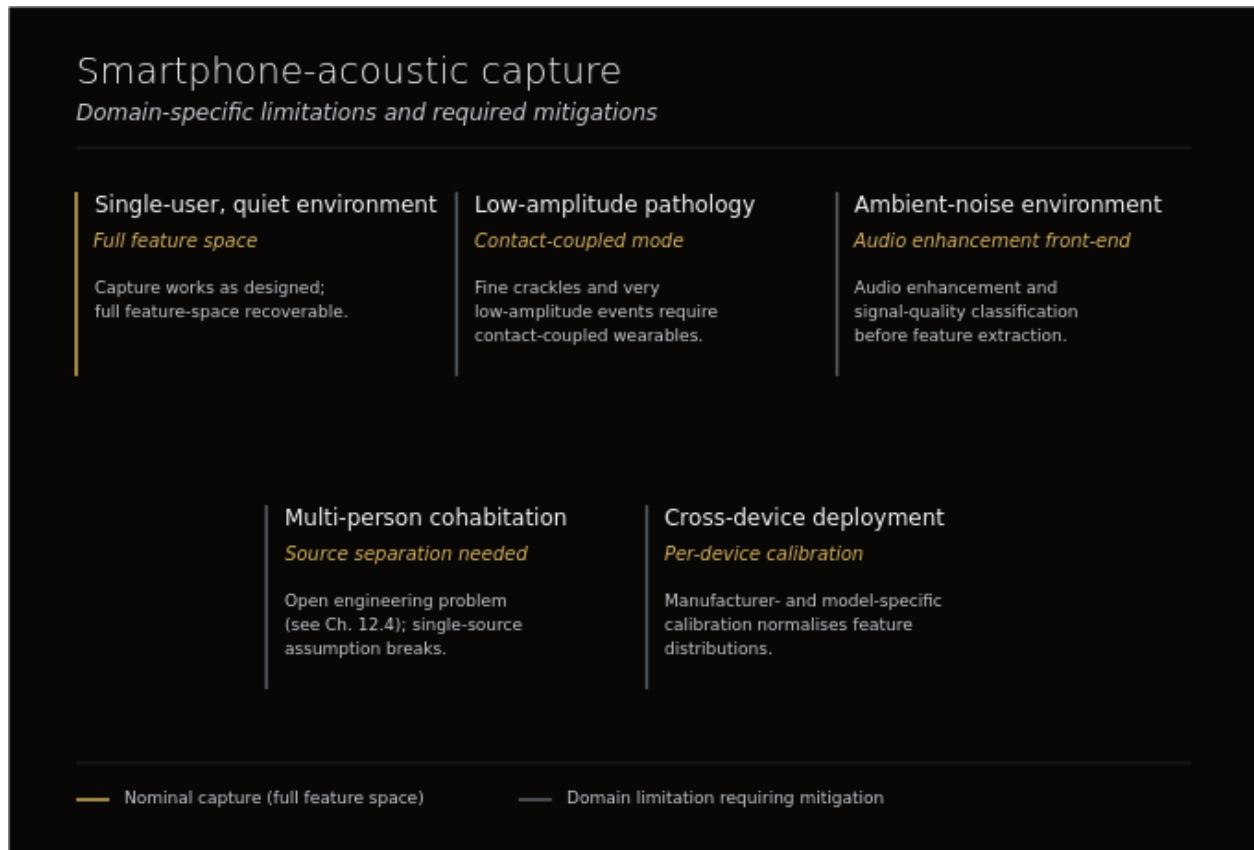 Smartphone-acoustic capture
Domain-specific limitations and required mitigations
Single-user, quiet environment
Full feature space
Capture works as designed;
full feature-space recoverable.
Low-amplitude pathology
Contact-coupled mode
Fine crackles and very
low-amplitude events require
contact-coupled wearables.
Ambient-noise environment
Audio enhancement front-end
Audio enhancement and
signal-quality classification
before feature extraction.
Multi-person cohabitation
Source separation needed
Open engineering problem
(see Ch. 12.4); single-source
assumption breaks.
Cross-device deployment
Per-device calibration
Manufacturer- and model-specific
calibration normalises feature
distributions.
Nominal capture (full feature space)
Domain limitation requiring mitigation